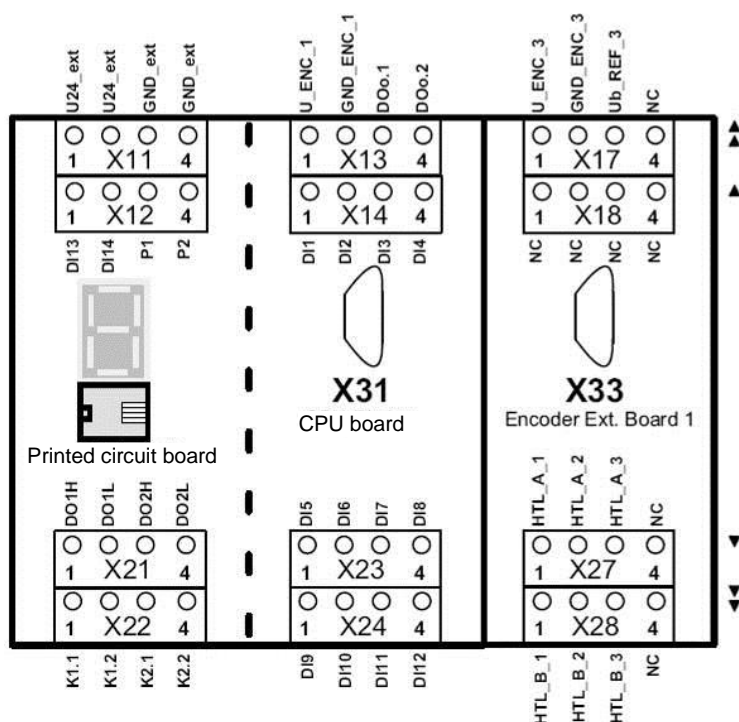 U24_ext U24_ext GND_ext GND_ext U_ENC_1 GND_ENC_1 DOo.1 DOo.2 U_ENC_3 GND_ENC_3 Ub_REF_3 NC
1 X11 4 1 X13 4 1 X17 4
1 X12 4 1 X14 4 1 X18 4
DI13 DI14 P1 P2 DI1 DI2 DI3 DI4 NC NC NC NC
X31 X33
CPU board Encoder Ext. Board 1
Printed circuit board
DO1H DO1L DO2H DO2L DI5 DI6 DI7 DI8 HTL_A_1 HTL_A_2 HTL_A_3 NC
1 X21 4 1 X23 4 1 X27 4
1 X22 4 1 X24 4 1 X28 4
K1.1 K1.2 K2.1 K2.2 DI9 DI10 DI11 DI12 HTL_B_1 HTL_B_2 HTL_B_3 NC